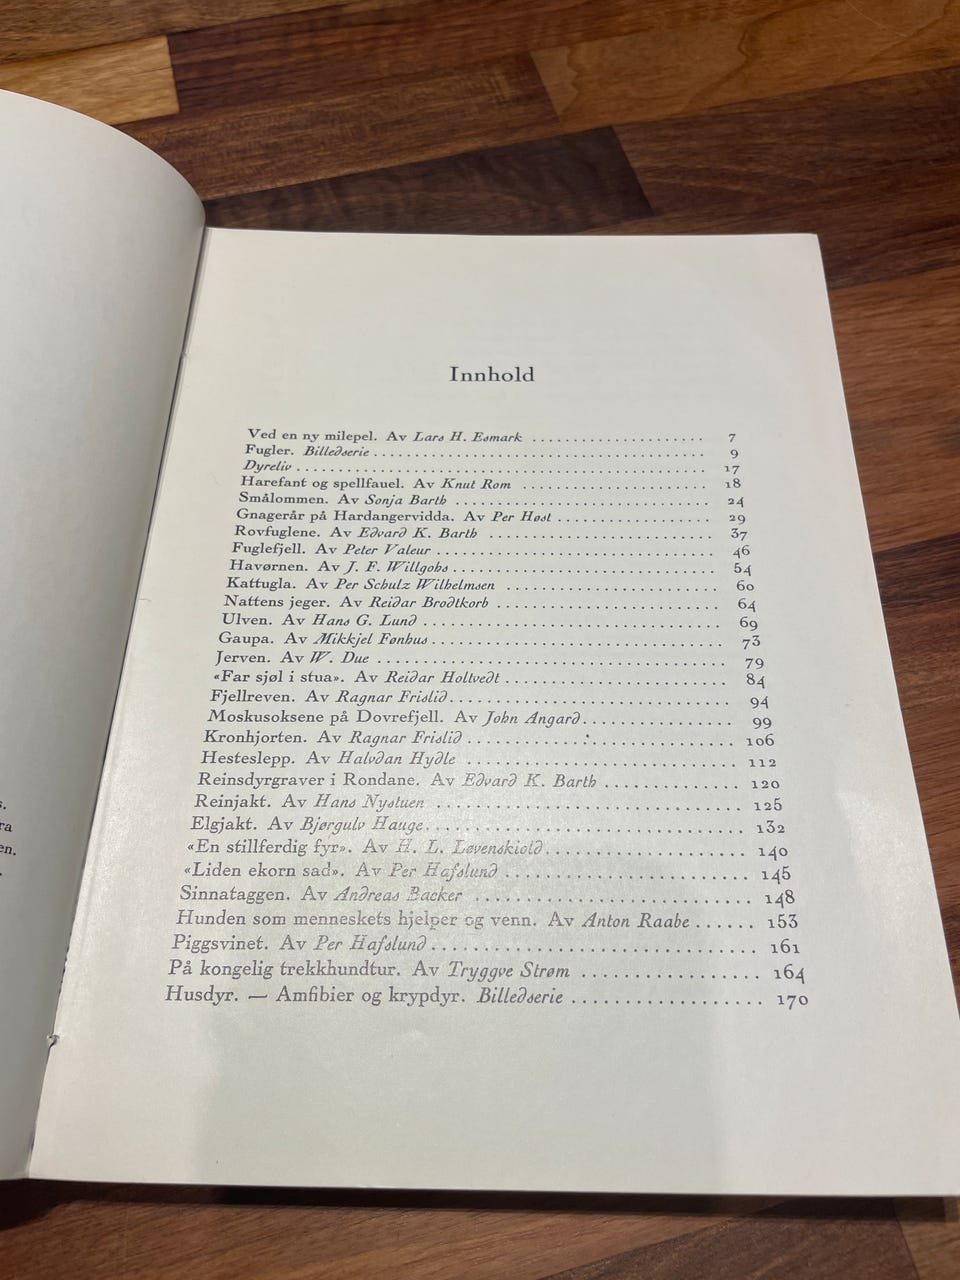 Innhold
Ved en ny milepel. Av Lars H. Esmark .................... 7
Fugler. Billedserie .................... 9
Dyreliv .................... 17
Harefant og spellfauel. Av Knut Rom .................... 18
Smålommen. Av Sonja Barth .................... 24
Gnagerår på Hardangervidda. Av Per Høst .................... 29
Rovfuglene. Av Edvard K. Barth .................... 37
Fuglefjell. Av Peter Valeur .................... 46
Havørnen. Av J. F. Willgohs .................... 54
Kattugla. Av Per Schulz Wilhelmsen .................... 60
Nattens jeger. Av Reidar Brodtkorb .................... 64
Ulven. Av Hans G. Lund .................... 69
Gaupa. Av Mikkjel Fønhus .................... 73
Jerven. Av W. Due .................... 79
«Far sjøl i stua». Av Reidar Holtvedt .................... 84
Fjellreven. Av Ragnar Frislid .................... 94
Moskusoksene på Dovrefjell. Av John Angard .................... 99
Kronhjorten. Av Ragnar Frislid .................... 106
Hesteslepp. Av Halvdan Hydle .................... 112
Reinsdyrgraver i Rondane. Av Edvard K. Barth .................... 120
Reinjakt. Av Hans Nystuen .................... 125
Elgjakt. Av Bjørgulv Hauge .................... 132
«En stillferdig fyr». Av H. L. Løvenskiold .................... 140
«Liden ekorn sad». Av Per Hafslund .................... 145
Sinnataggen. Av Andreas Backer .................... 148
Hunden som menneskets hjelper og venn. Av Anton Raabe ...... 153
Piggsvinet. Av Per Hafslund .................... 161
På kongelig trekkhundtur. Av Tryggve Strøm .................... 164
Husdyr. — Amfibier og krypdyr. Billedserie .................... 170